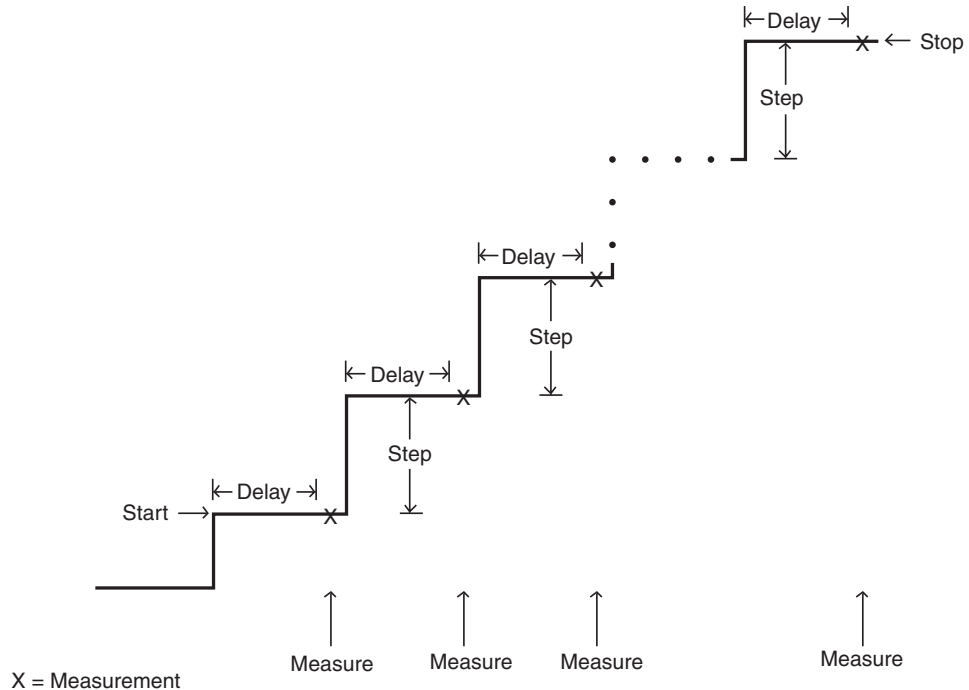 Delay
Stop
Step
Delay
Step
Delay
Step
Delay
Start
Measure
Measure
Measure
Measure
X = Measurement